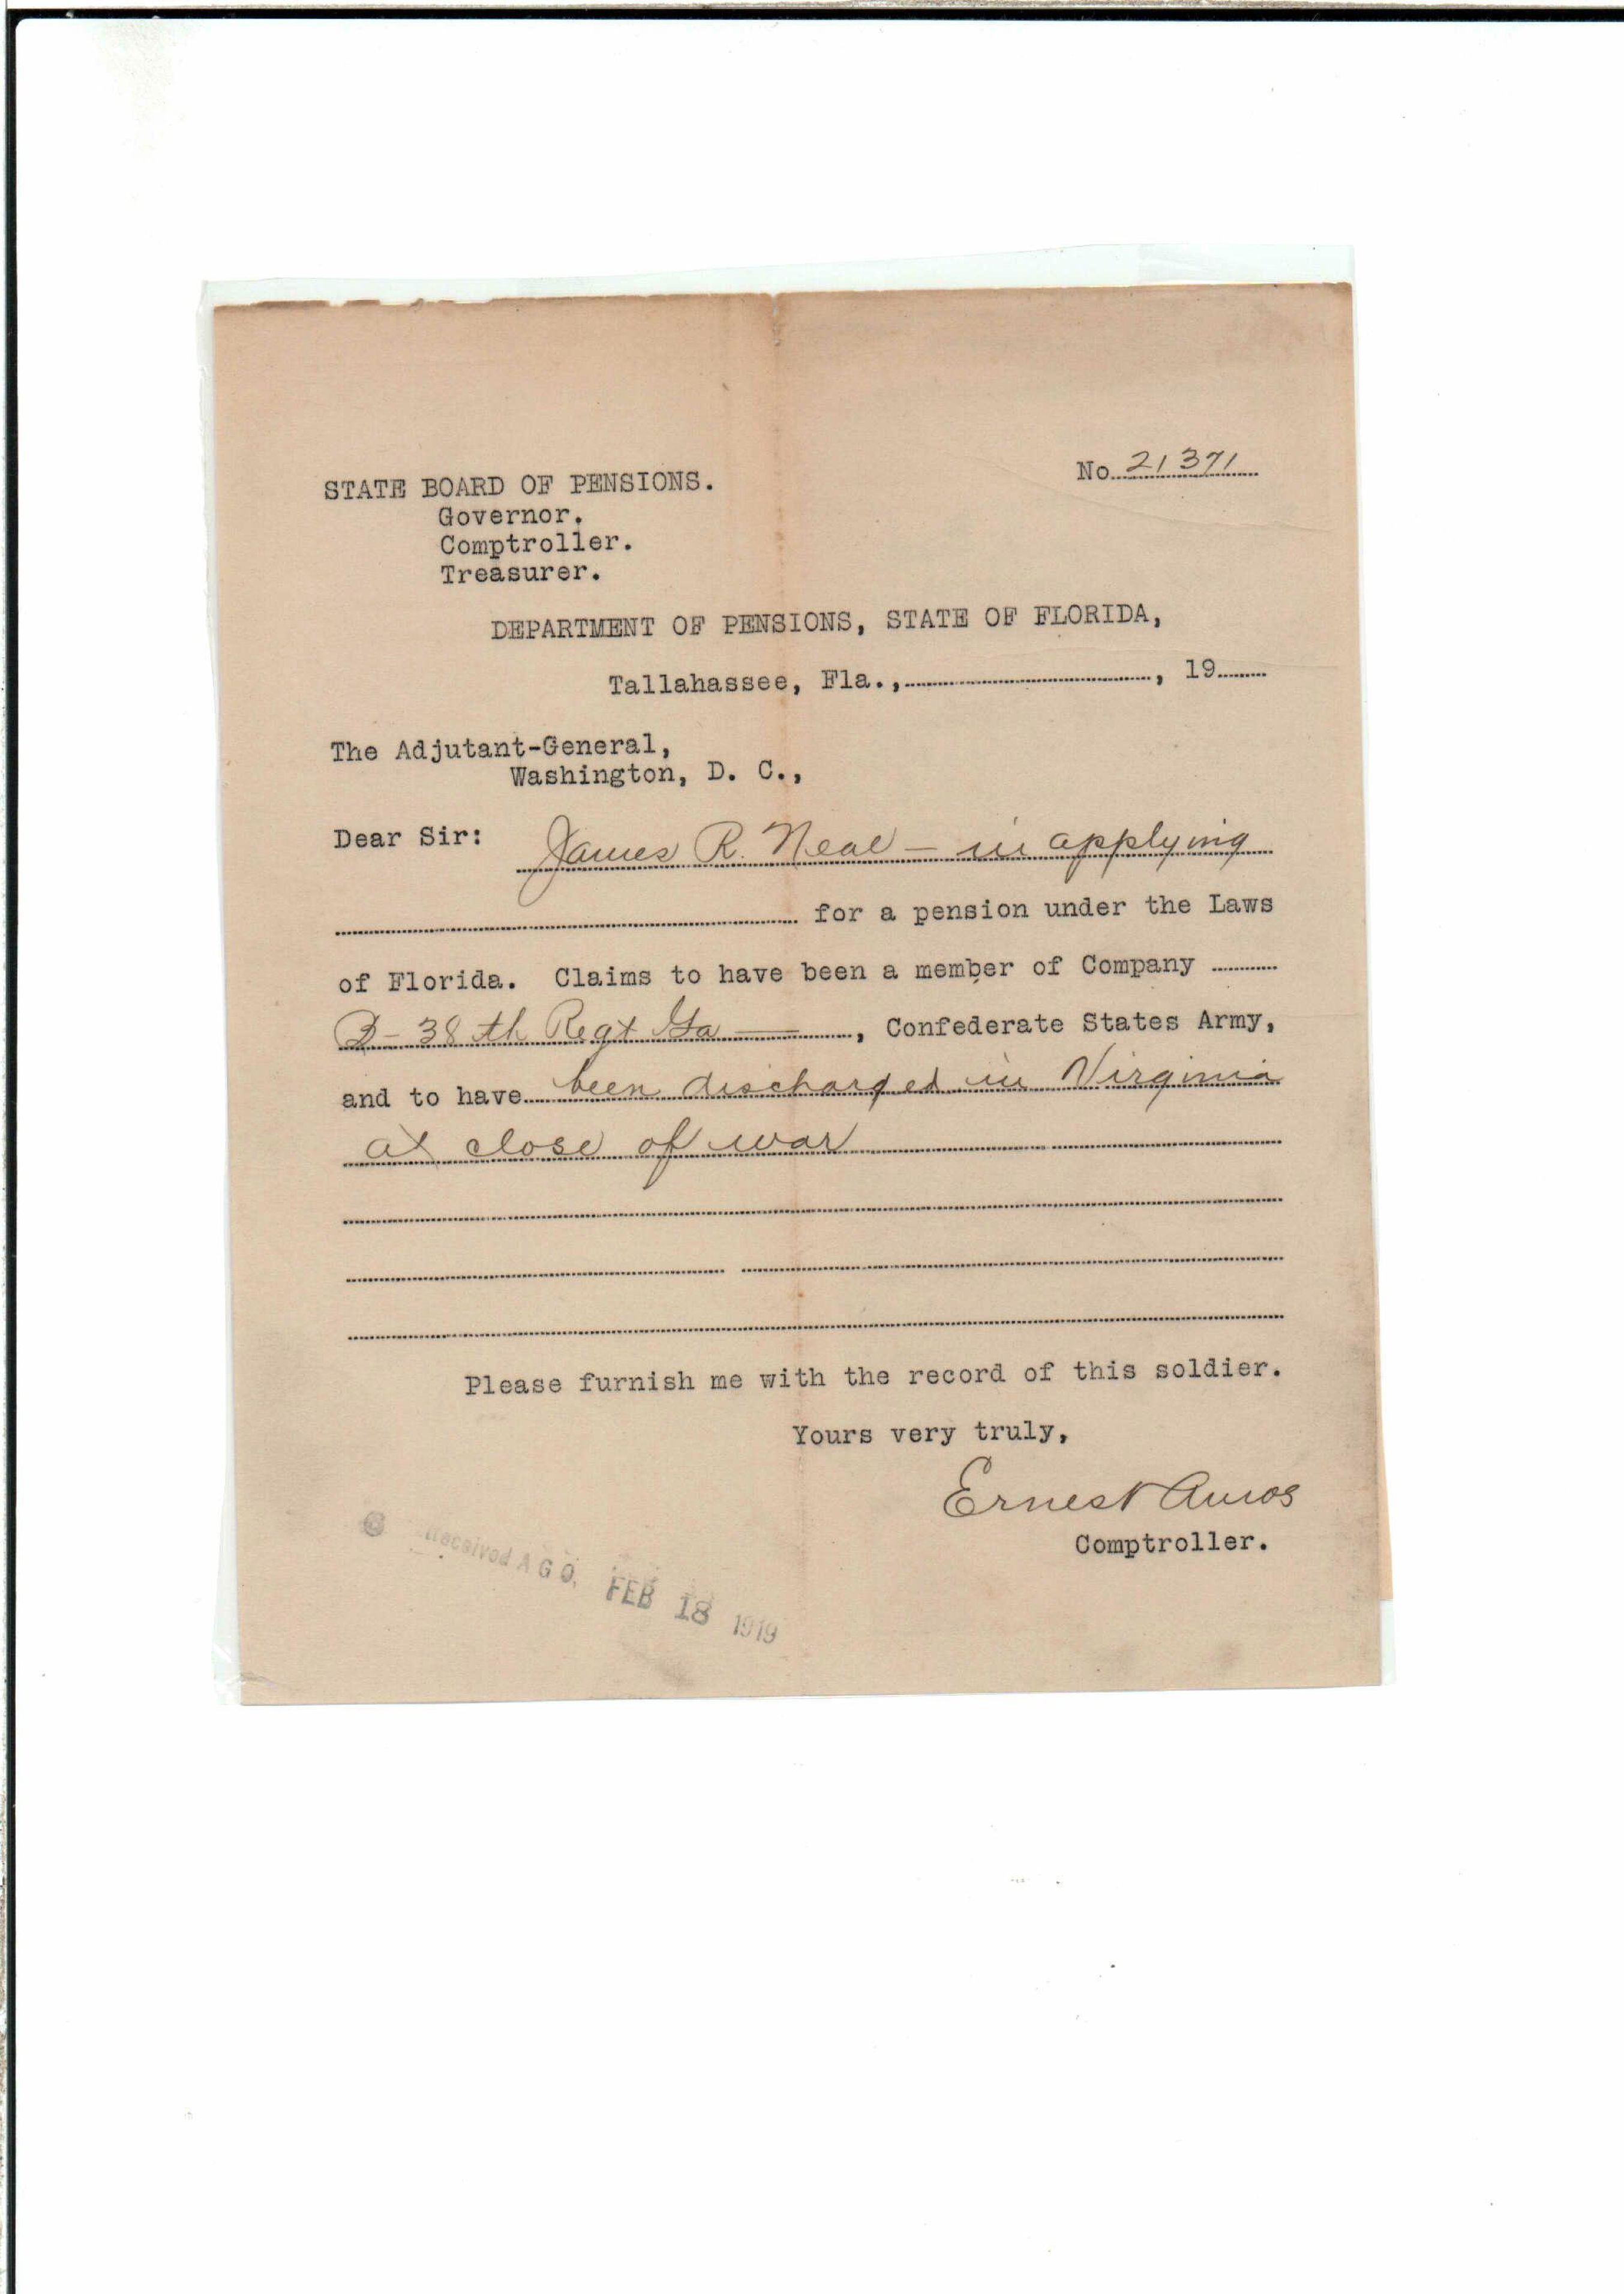 No. 21371
STATE BOARD OF PENSIONS.
Governor.
Comptroller.
Treasurer.
DEPARTMENT OF PENSIONS, STATE OF FLORIDA,
Tallahassee, Fla., , 19
The Adjutant-General,
Washington, D. C.,
Dear Sir: James R. Neal — in applying
for a pension under the Laws
of Florida. Claims to have been a member of Company
D - 38th Regt Ga —, Confederate States Army,
and to have been discharged in Virginia
at close of war
Please furnish me with the record of this soldier.
Yours very truly,
Ernest Amos
Comptroller.
Received A G O, FEB 18 1919